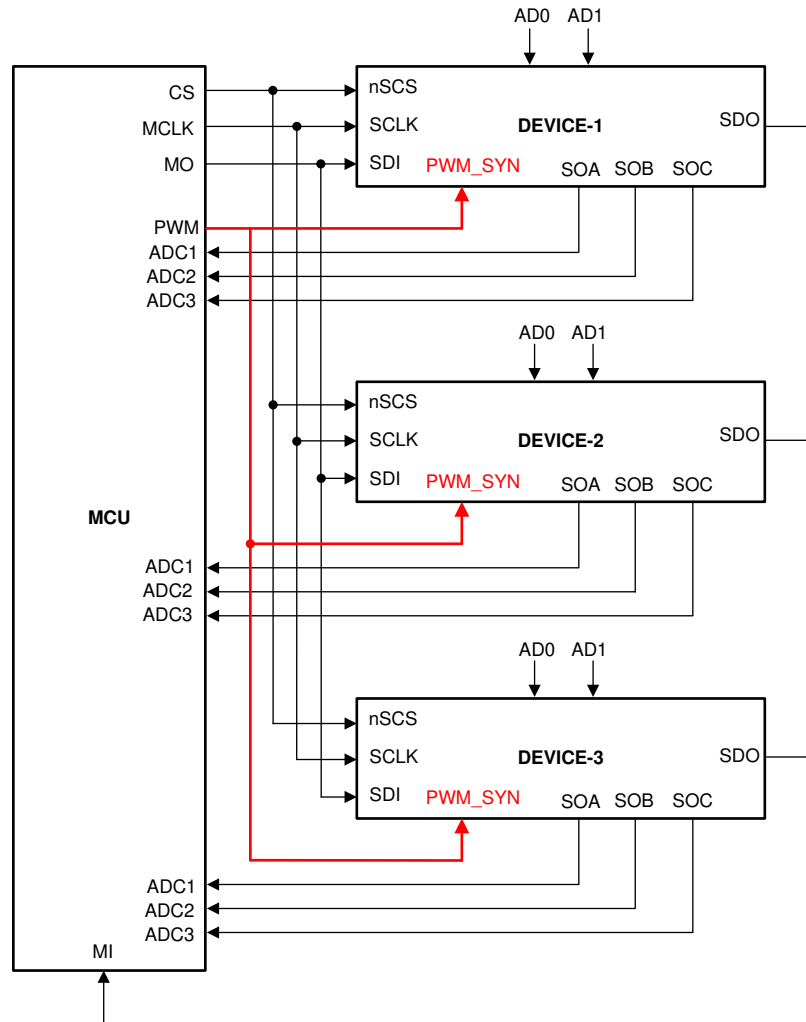 AD0 AD1
CS
MCLK
MO
PWM
ADC1
ADC2
ADC3
nSCS
SCLK
SDI
DEVICE-1
SDO
PWM_SYN
SOA SOB SOC
AD0 AD1
nSCS
SCLK
SDI
DEVICE-2
SDO
PWM_SYN
SOA SOB SOC
MCU
ADC1
ADC2
ADC3
AD0 AD1
nSCS
SCLK
SDI
DEVICE-3
SDO
PWM_SYN
SOA SOB SOC
ADC1
ADC2
ADC3
MI